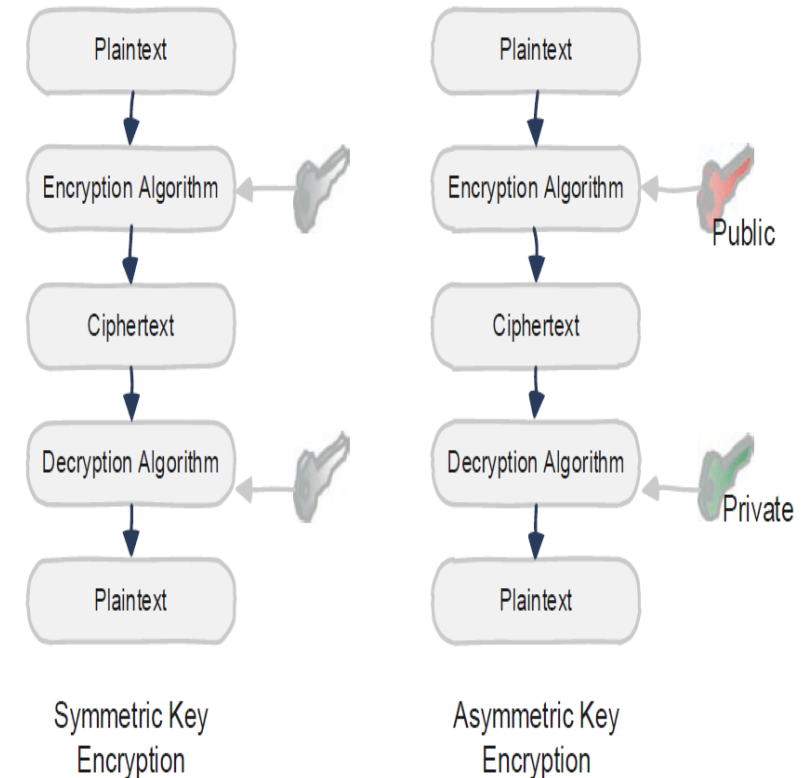 Plaintext
Encryption Algorithm
Ciphertext
Decryption Algorithm
Plaintext
Symmetric Key
Encryption
Plaintext
Encryption Algorithm
Public
Ciphertext
Decryption Algorithm
Private
Plaintext
Asymmetric Key
Encryption